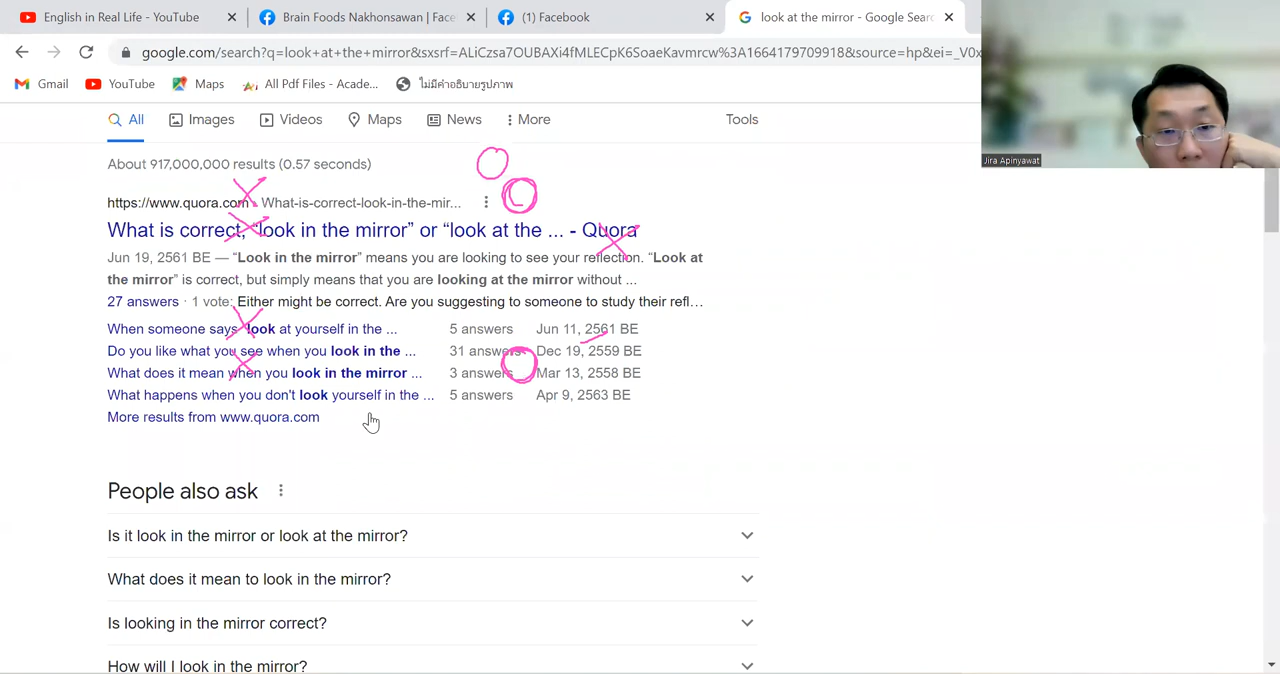 English in Real Life - YouTube
Brain Foods Nakhonsawan | Face
(1) Facebook
look at the mirror - Google Sear
google.com/search?q=look+at+the+mirror&sxsrf=ALiCzsa7OUBAXi4fMLECpK6SoaeKavmrcw%3A1664179709918&source=hp&ei=_V0x
Gmail
YouTube
Maps
All Pdf Files - Acade...
ไม่มีคำอธิบายรูปภาพ
Jira Apinyawat
All
Images
Videos
Maps
News
More
Tools
About 917,000,000 results (0.57 seconds)
https://www.quora.com › What-is-correct-look-in-the-mir...
What is correct, “look in the mirror” or “look at the ... - Quora
Jun 19, 2561 BE — “Look in the mirror” means you are looking to see your reflection. “Look at
the mirror” is correct, but simply means that you are looking at the mirror without ...
27 answers · 1 vote: Either might be correct. Are you suggesting to someone to study their refl…
When someone says, look at yourself in the ... 5 answers Jun 11, 2561 BE
Do you like what you see when you look in the ... 31 answers Dec 19, 2559 BE
What does it mean when you look in the mirror ... 3 answers Mar 13, 2558 BE
What happens when you don't look yourself in the ... 5 answers Apr 9, 2563 BE
More results from www.quora.com
People also ask
Is it look in the mirror or look at the mirror?
What does it mean to look in the mirror?
Is looking in the mirror correct?
How will I look in the mirror?